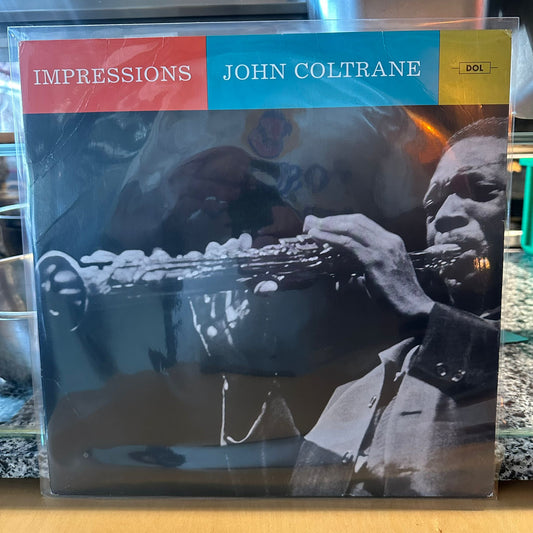 IMPRESSIONS
JOHN COLTRANE
DOL